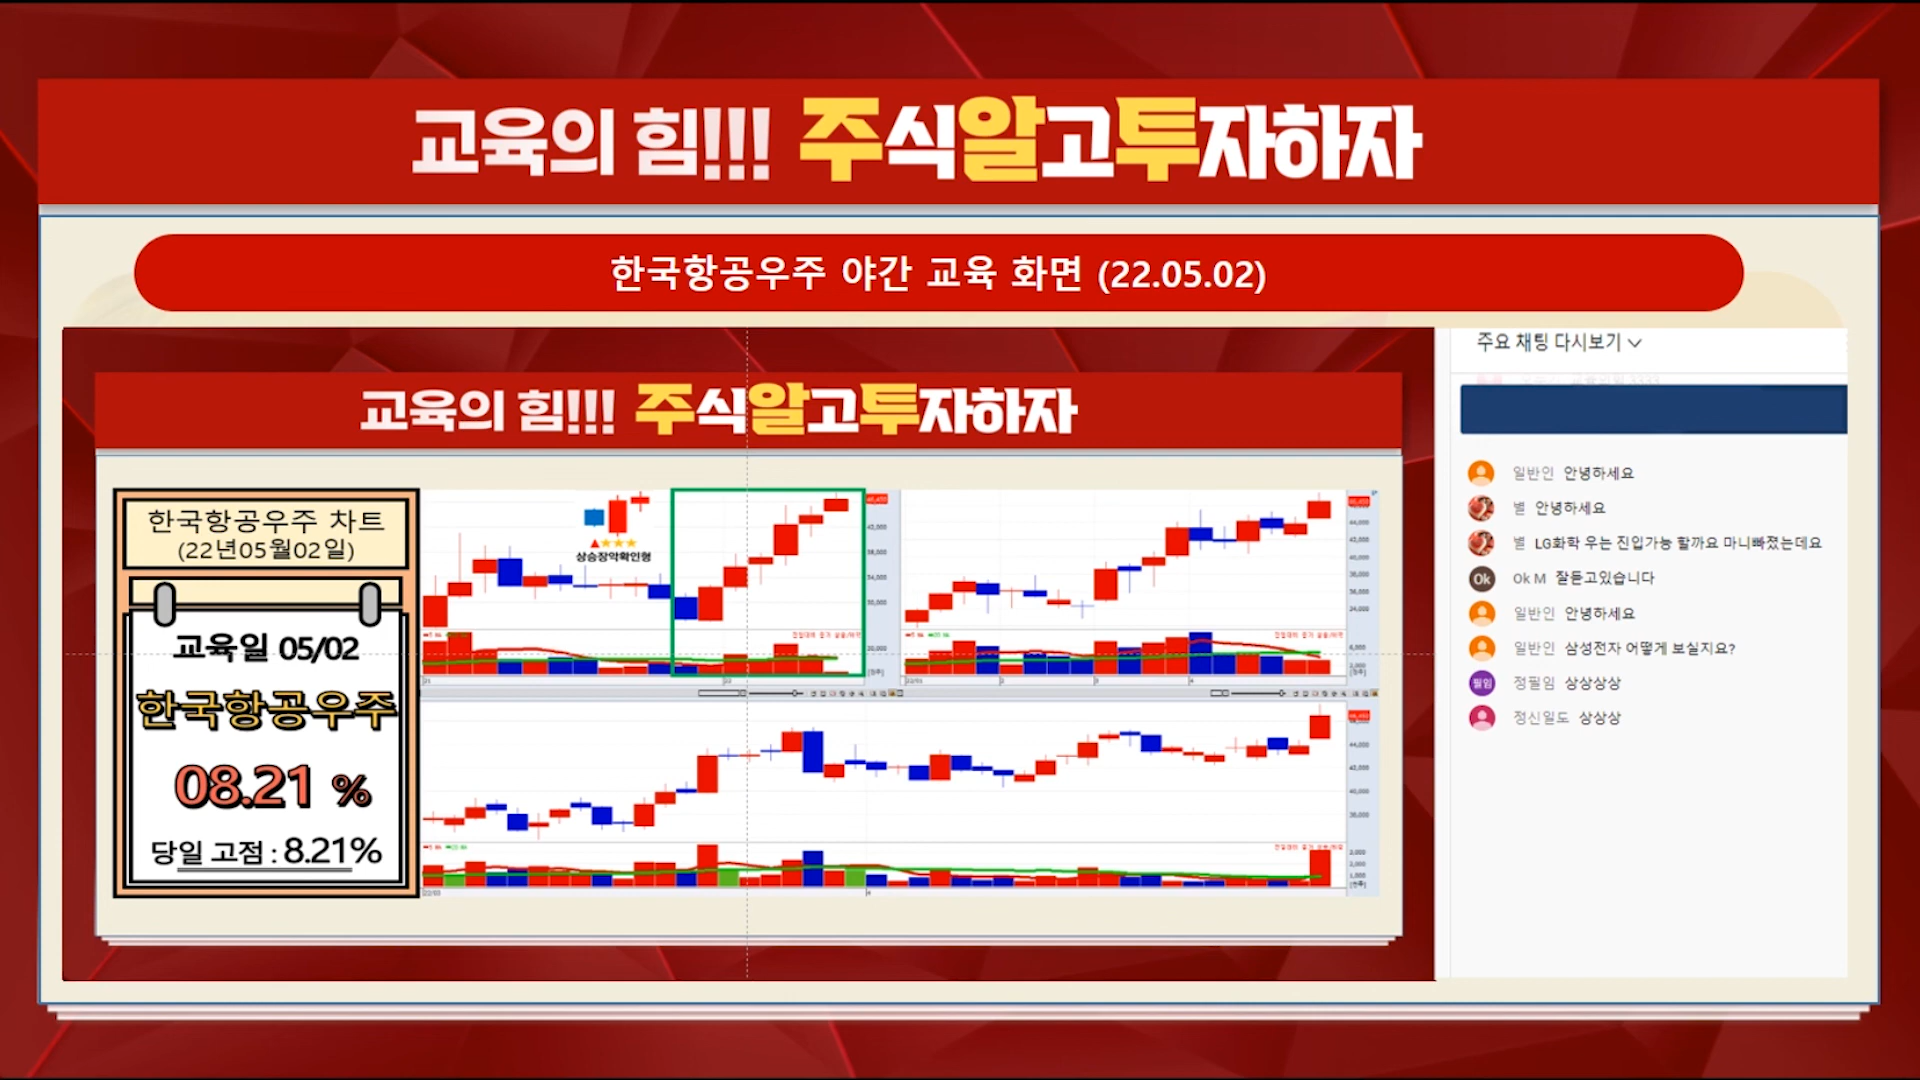 교육의 힘!!! 주식알고투자하자
한국항공우주 야간 교육 화면 (22.05.02)
교육의 힘!!! 주식알고투자하자
한국항공우주 차트
(22년05월02일)
교육일 05/02
한국항공우주
08.21 %
당일 고점 : 8.21%
▲★★★
상승장악확인형
주요 채팅 다시보기
일반인 안녕하세요
별 안녕하세요
별 LG화학 우는 진입가능 할까요 마니빠졌는데요
Ok
Ok M 잘듣고있습니다
일반인 안녕하세요
일반인 삼성전자 어떻게 보실지요?
필임
정필임 상상상상
정신일도 상상상